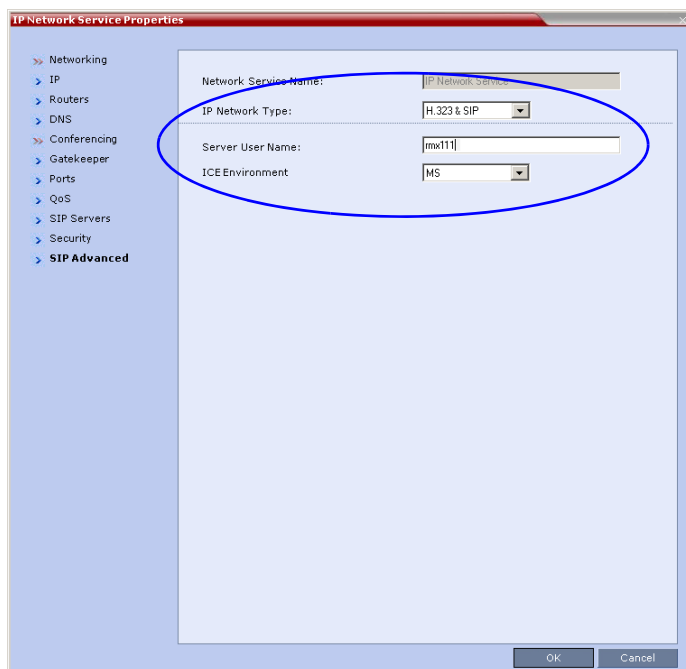 IP Network Service Properties
Networking
IP
Routers
DNS
Conferencing
Gatekeeper
Ports
QoS
SIP Servers
Security
SIP Advanced
Network Service Name: IP Network Service
IP Network Type: H.323 & SIP
Server User Name: rmx111
ICE Environment MS
OK Cancel